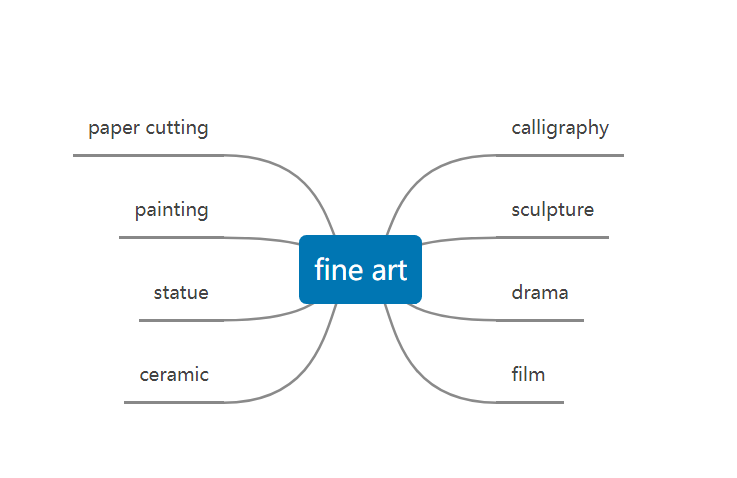 paper cutting
calligraphy
painting
sculpture
fine art
statue
drama
ceramic
film